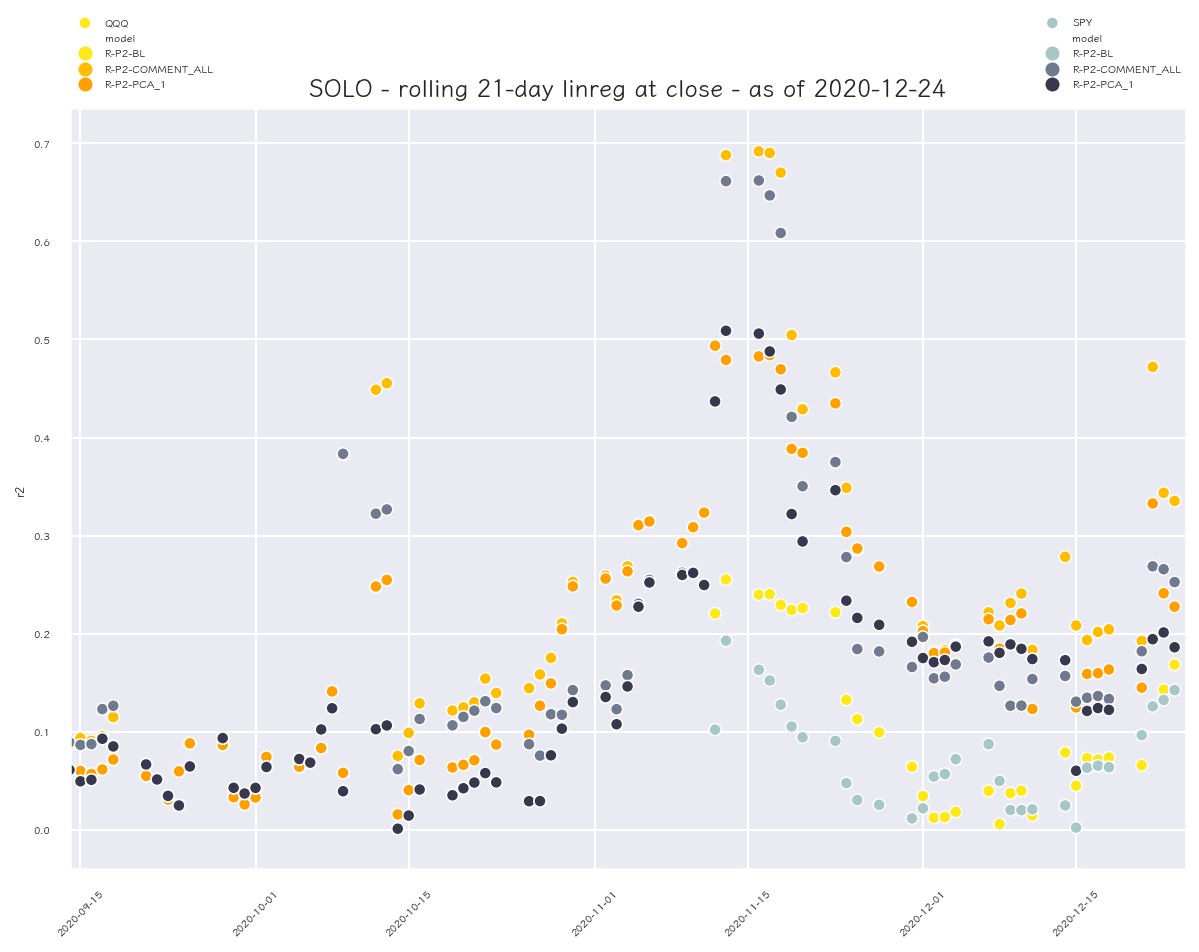 QQQ
model
R-P2-BL
R-P2-COMMENT_ALL
R-P2-PCA_1
SPY
model
R-P2-BL
R-P2-COMMENT_ALL
R-P2-PCA_1
SOLO - rolling 21-day linreg at close - as of 2020-12-24
0.7
0.6
0.5
r2
0.4
0.3
0.2
0.1
0.0
2020-09-15
2020-10-01
2020-10-15
2020-11-01
2020-11-15
2020-12-01
2020-12-15